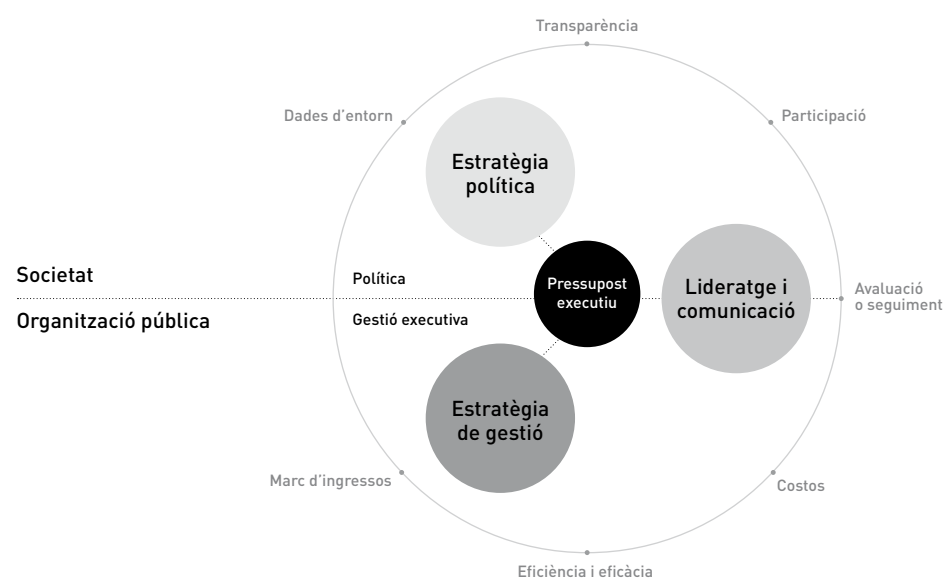 Transparència
Dades d'entorn
Participació
Estratègia
política
Societat
Política
Pressupost
executiu
Lideratge i
comunicació
Avaluació
o seguiment
Organització pública
Gestió executiva
Estratègia
de gestió
Marc d'ingressos
Costos
Eficiència i eficàcia